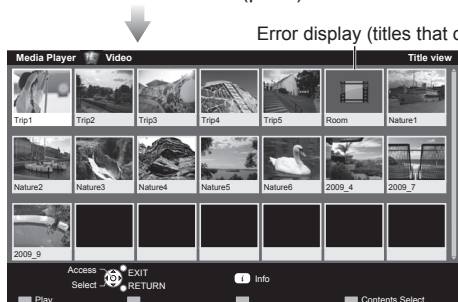 Error display (titles that
Media Player Video Title view
Trip1 Trip2 Trip3 Trip4 Trip5 Room Nature1
Nature2 Nature3 Nature4 Nature5 Nature6 2009_4 2009_7
2009_9
Access EXIT
Select RETURN
i Info
Play Contents Select